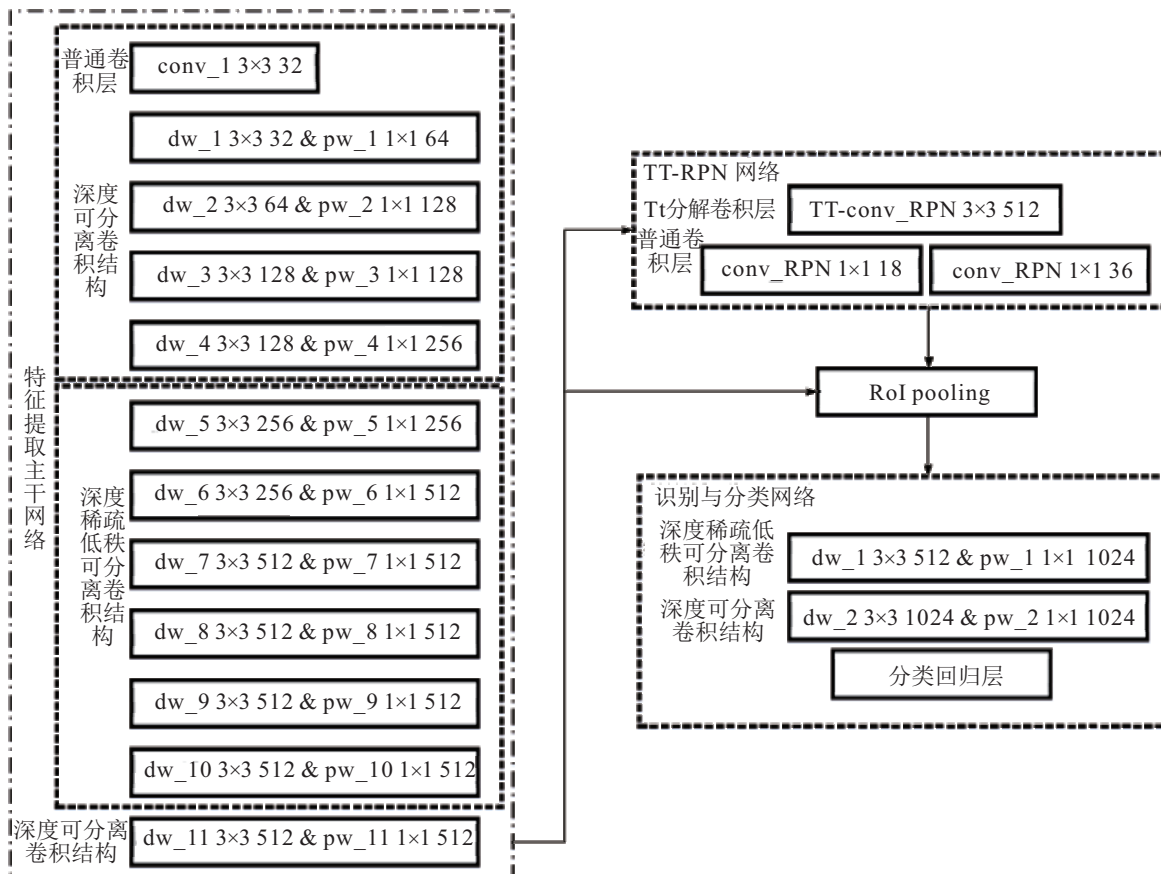 特征提取主干网络
普通卷
积层
conv_1 3×3 32
深度
可分
离卷
积结
构
dw_1 3×3 32 & pw_1 1×1 64
dw_2 3×3 64 & pw_2 1×1 128
dw_3 3×3 128 & pw_3 1×1 128
dw_4 3×3 128 & pw_4 1×1 256
深度
稀疏
低秩
可分
离卷
积结
构
dw_5 3×3 256 & pw_5 1×1 256
dw_6 3×3 256 & pw_6 1×1 512
dw_7 3×3 512 & pw_7 1×1 512
dw_8 3×3 512 & pw_8 1×1 512
dw_9 3×3 512 & pw_9 1×1 512
dw_10 3×3 512 & pw_10 1×1 512
深度可分离
卷积结构
dw_11 3×3 512 & pw_11 1×1 512
TT-RPN 网络
Tt分解卷积层
TT-conv_RPN 3×3 512
普通卷
积层
conv_RPN 1×1 18
conv_RPN 1×1 36
RoI pooling
识别与分类网络
深度稀疏低
秩可分离卷
积结构
dw_1 3×3 512 & pw_1 1×1 1024
深度可分离
卷积结构
dw_2 3×3 1024 & pw_2 1×1 1024
分类回归层